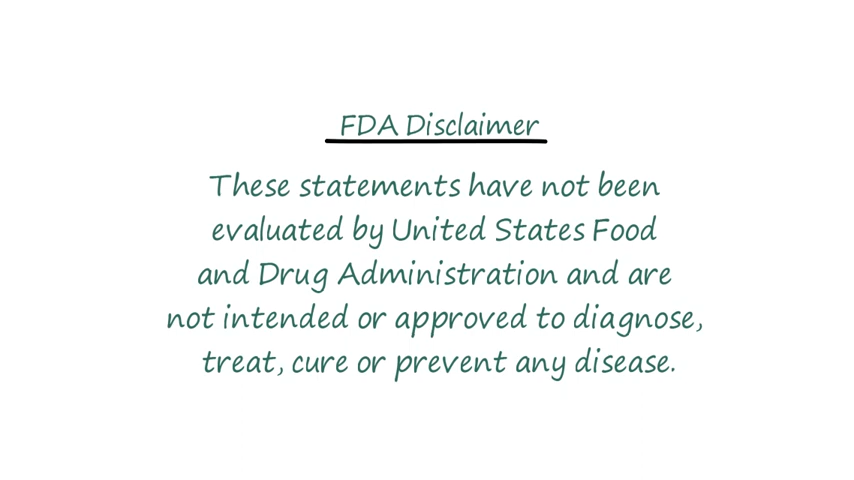 FDA Disclaimer
These statements have not been
evaluated by United States Food
and Drug Administration and are
not intended or approved to diagnose,
treat, cure or prevent any disease.